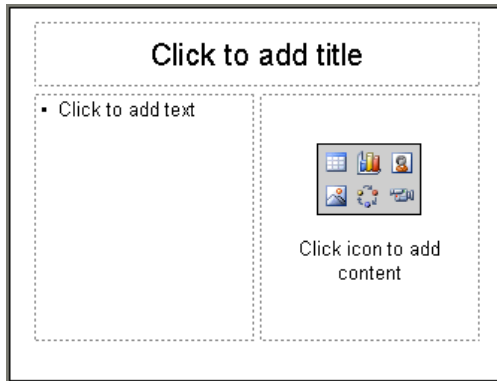 Click to add title
▪ Click to add text
Click icon to add
content